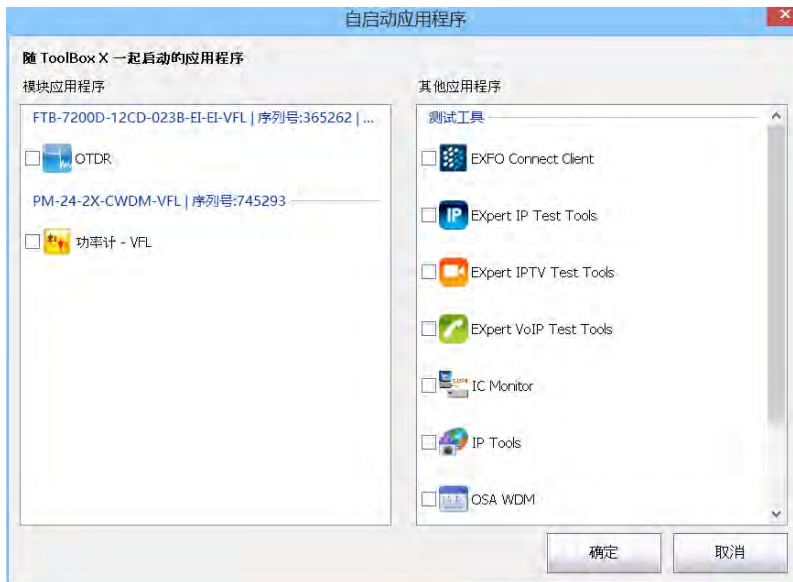 自启动应用程序
随 ToolBox X 一起启动的应用程序
模块应用程序
FTB-7200D-12CD-023B-EI-EI-VFL | 序列号:365262 | ...
OTDR
PM-24-2X-CWDM-VFL | 序列号:745293
功率计 - VFL
其他应用程序
测试工具
EXFO Connect Client
IP
EXpert IP Test Tools
EXpert IPTV Test Tools
EXpert VoIP Test Tools
IC Monitor
IP Tools
OSA WDM
确定
取消